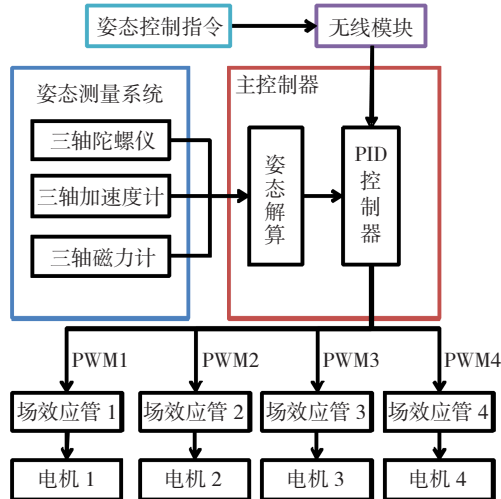 姿态控制指令
无线模块
姿态测量系统
三轴陀螺仪
三轴加速度计
三轴磁力计
主控制器
姿态解算
PID
控制器
PWM1
PWM2
PWM3
PWM4
场效应管 1
场效应管 2
场效应管 3
场效应管 4
电机 1
电机 2
电机 3
电机 4